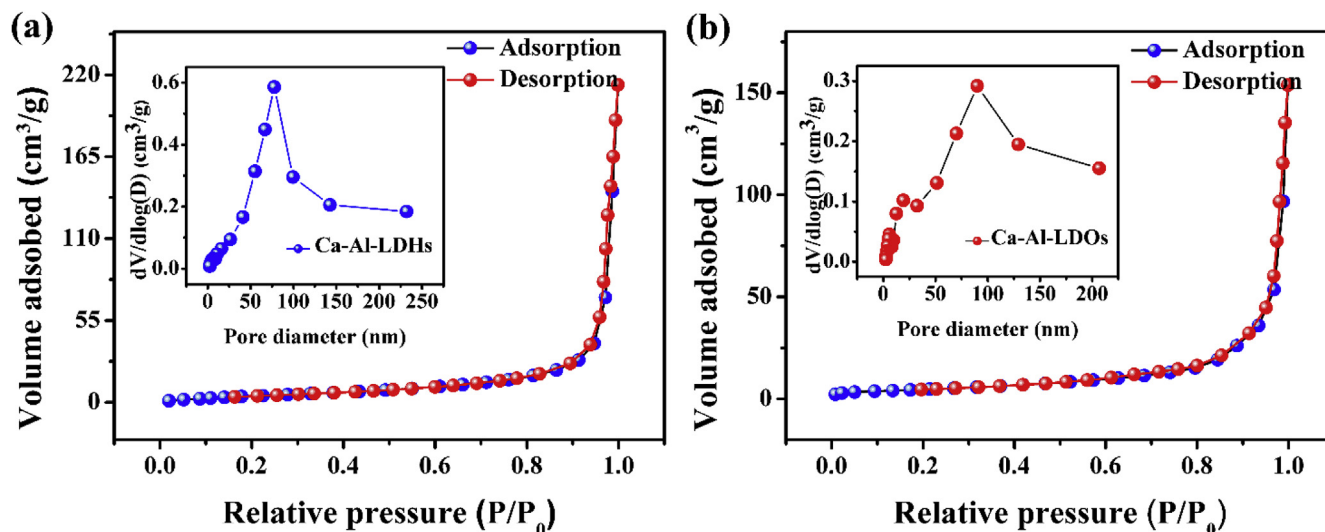 (a)
Volume adsobed (cm³/g)
220
165
110
55
0
0.0 0.2 0.4 0.6 0.8 1.0
Relative pressure (P/P₀)
Adsorption
Desorption
dV/dlog(D) (cm³/g)
0.6
0.4
0.2
0.0
0 50 100 150 200 250
Pore diameter (nm)
Ca-Al-LDHs
(b)
Volume adsobed (cm³/g)
150
100
50
0
0.0 0.2 0.4 0.6 0.8 1.0
Relative pressure (P/P₀)
Adsorption
Desorption
dV/dlog(D) (cm³/g)
0.3
0.2
0.1
0.0
0 50 100 150 200
Pore diameter (nm)
Ca-Al-LDOs